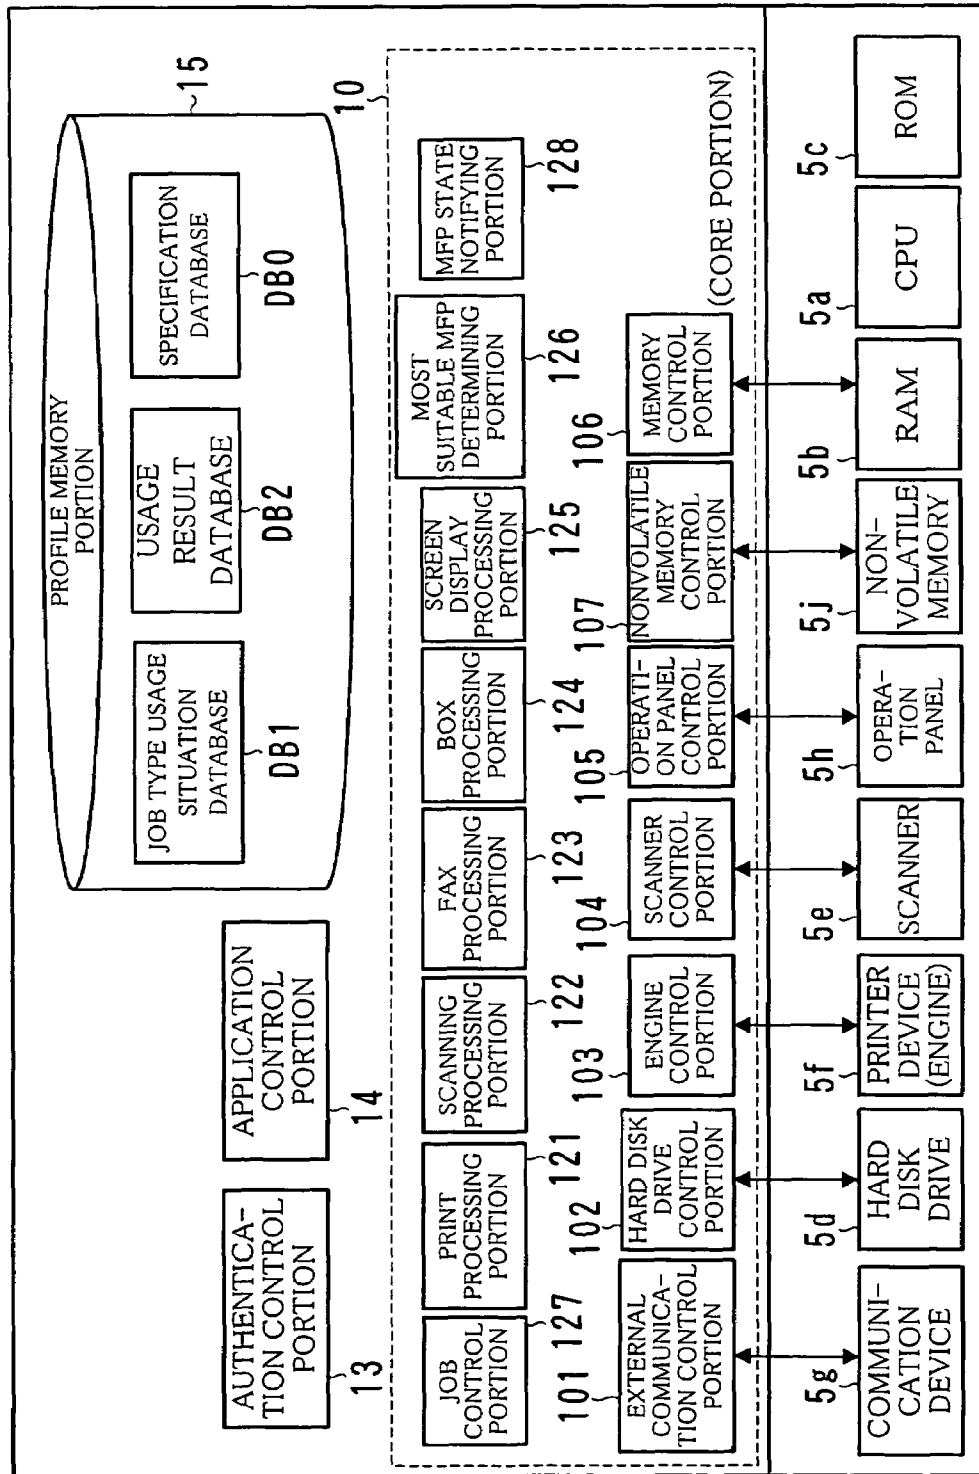 PROFILE MEMORY
PORTION
15
JOB TYPE USAGE
SITUATION
DATABASE
DB1
USAGE
RESULT
DATABASE
DB2
SPECIFICATION
DATABASE
DB0
AUTHENTICA-
TION CONTROL
PORTION
13
APPLICATION
CONTROL
PORTION
14
10
JOB
CONTROL
PORTION
127
PRINT
PROCESSING
PORTION
121
SCANNING
PROCESSING
PORTION
122
FAX
PROCESSING
PORTION
123
BOX
PROCESSING
PORTION
124
SCREEN
DISPLAY
PROCESSING
PORTION
125
MOST
SUITABLE MFP
DETERMINING
PORTION
126
MFP STATE
NOTIFYING
PORTION
128
101
EXTERNAL
COMMUNICA-
TION CONTROL
PORTION
102
HARD DISK
DRIVE
CONTROL
PORTION
103
ENGINE
CONTROL
PORTION
104
SCANNER
CONTROL
PORTION
105
OPERATI-
ON PANEL
CONTROL
PORTION
107
NONVOLATILE
MEMORY
CONTROL
PORTION
106
MEMORY
CONTROL
PORTION
(CORE PORTION)
5g
COMMUNI-
CATION
DEVICE
5d
HARD
DISK
DRIVE
5f
PRINTER
DEVICE
(ENGINE)
5e
SCANNER
5h
OPERA-
TION
PANEL
5j
NON-
VOLATILE
MEMORY
5b
RAM
5a
CPU
5c
ROM